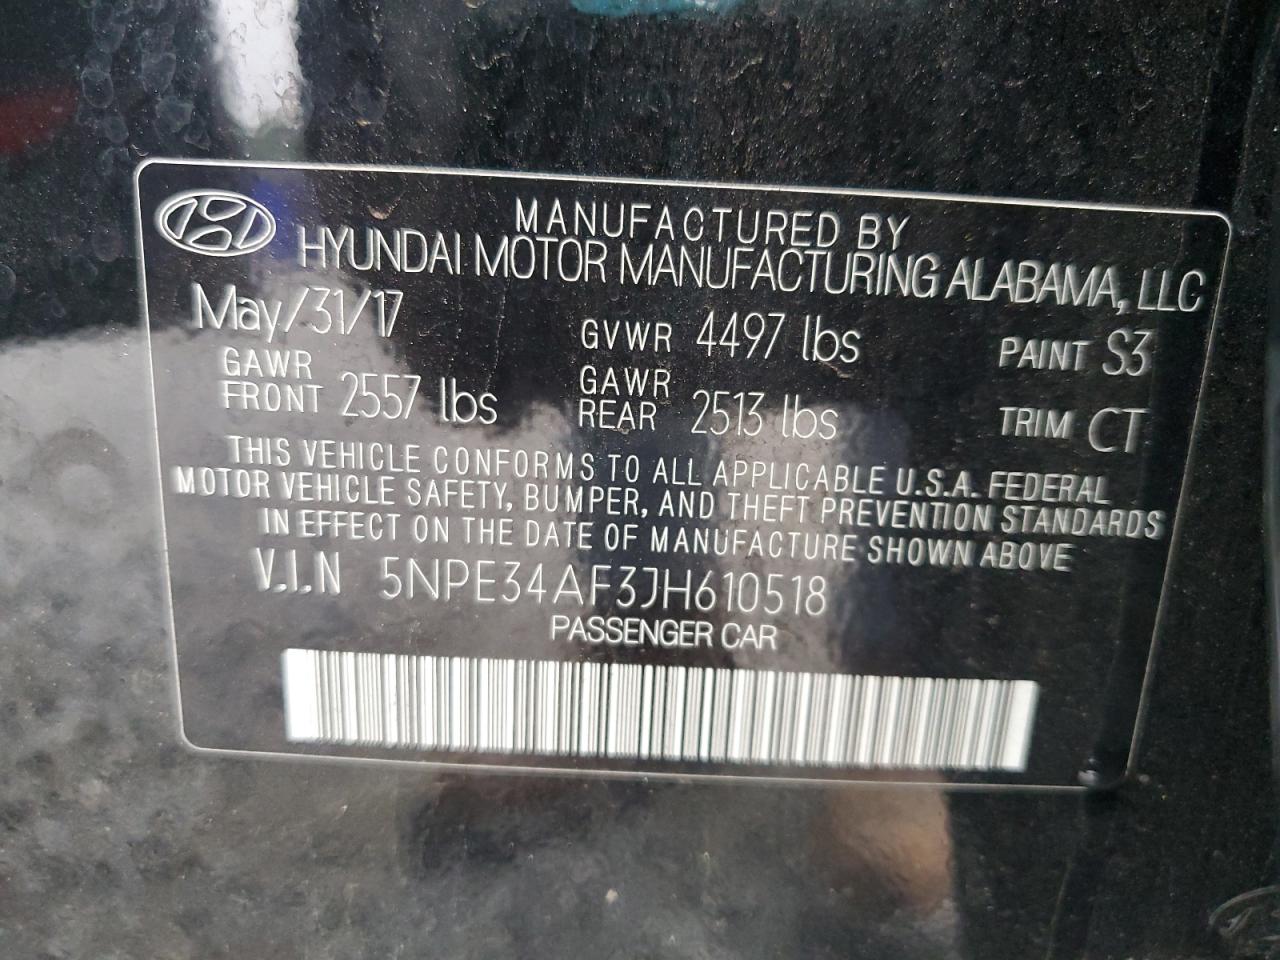 MANUFACTURED BY
HYUNDAI MOTOR MANUFACTURING ALABAMA, LLC
May/31/17 GVWR 4497 lbs PAINT S3
GAWR FRONT 2557 lbs GAWR REAR 2513 lbs TRIM CT
THIS VEHICLE CONFORMS TO ALL APPLICABLE U.S.A. FEDERAL
MOTOR VEHICLE SAFETY, BUMPER, AND THEFT PREVENTION STANDARDS
IN EFFECT ON THE DATE OF MANUFACTURE SHOWN ABOVE
V.I.N 5NPE34AF3JH610518
PASSENGER CAR